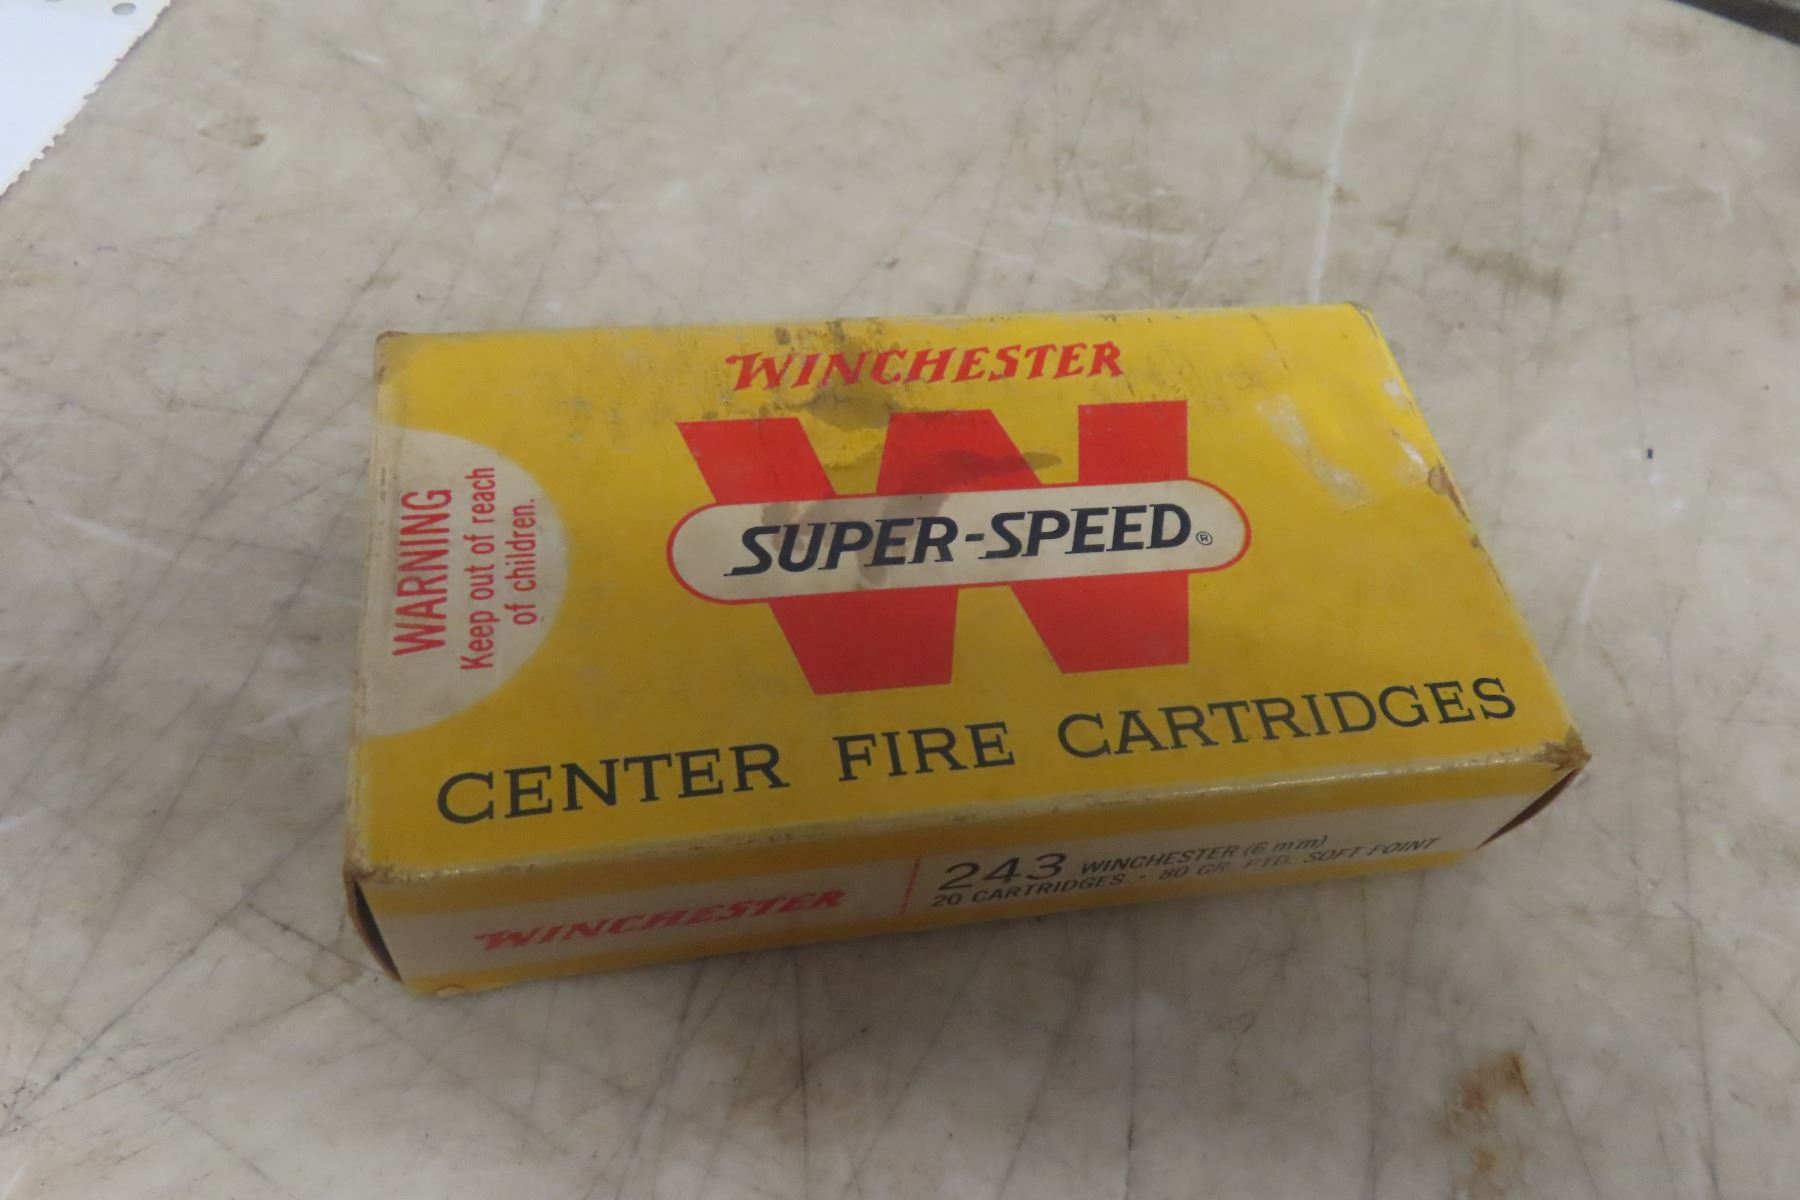 WINCHESTER
W
SUPER-SPEED®
CENTER FIRE CARTRIDGES
WARNING
Keep out of reach
of children.
WINCHESTER
243 WINCHESTER (6 mm)
20 CARTRIDGES - 80 GR. PTD. SOFT POINT